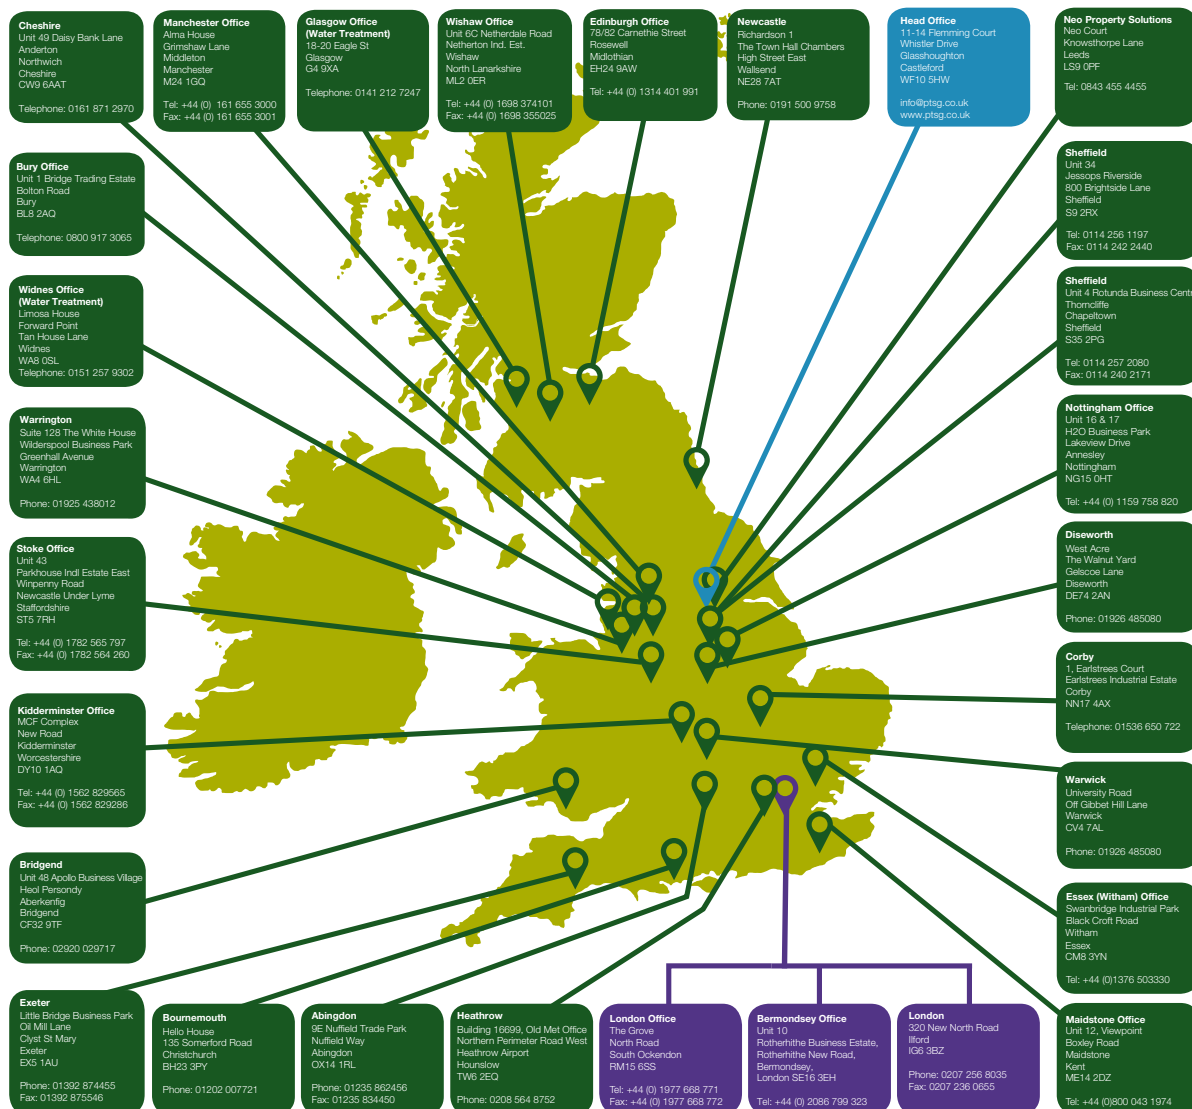 Cheshire
Unit 49 Daisy Bank Lane
Anderton
Northwich
Cheshire
CW9 6AAT
Telephone: 0161 871 2970
Manchester Office
Alma House
Grimshaw Lane
Middleton
Manchester
M24 1GQ
Tel: +44 (0) 161 655 3000
Fax: +44 (0) 161 655 3001
Glasgow Office
(Water Treatment)
18-20 Eagle St
Glasgow
G4 9XA
Telephone: 0141 212 7247
Wishaw Office
Unit 6C Netherdale Road
Netherton Ind. Est.
Wishaw
North Lanarkshire
ML2 0ER
Tel: +44 (0) 1698 374101
Fax: +44 (0) 1698 355025
Edinburgh Office
78/82 Carnethie Street
Rosewell
Midlothian
EH24 9AW
Tel: +44 (0) 1314 401 991
Newcastle
Richardson 1
The Town Hall Chambers
High Street East
Wallsend
NE28 7AT
Phone: 0191 500 9758
Head Office
11-14 Flemming Court
Whistler Drive
Glasshoughton
Castleford
WF10 5HW
info@ptsg.co.uk
www.ptsg.co.uk
Neo Property Solutions
Neo Court
Knowsthorpe Lane
Leeds
LS9 0PF
Tel: 0843 455 4455
Bury Office
Unit 1 Bridge Trading Estate
Bolton Road
Bury
BL8 2AQ
Telephone: 0800 917 3065
Sheffield
Unit 34
Jessops Riverside
800 Brightside Lane
Sheffield
S9 2RX
Tel: 0114 256 1197
Fax: 0114 242 2440
Widnes Office
(Water Treatment)
Limosa House
Forward Point
Tan House Lane
Widnes
WA8 0SL
Telephone: 0151 257 9302
Sheffield
Unit 4 Rotunda Business Centr
Thorncliffe
Chapeltown
Sheffield
S35 2PG
Tel: 0114 257 2080
Fax: 0114 240 2171
Warrington
Suite 128 The White House
Wilderspool Business Park
Greenhall Avenue
Warrington
WA4 6HL
Phone: 01925 438012
Nottingham Office
Unit 16 & 17
H2O Business Park
Lakeview Drive
Annesley
Nottingham
NG15 0HT
Tel: +44 (0) 1159 758 820
Stoke Office
Unit 43
Parkhouse Indl Estate East
Winpenny Road
Newcastle Under Lyme
Staffordshire
ST5 7RH
Tel: +44 (0) 1782 565 797
Fax: +44 (0) 1782 564 260
Diseworth
West Acre
The Walnut Yard
Gelscoe Lane
Diseworth
DE74 2AN
Phone: 01926 485080
Corby
1, Earlstrees Court
Earlstrees Industrial Estate
Corby
NN17 4AX
Telephone: 01536 650 722
Kidderminster Office
MCF Complex
New Road
Kidderminster
Worcestershire
DY10 1AQ
Tel: +44 (0) 1562 829565
Fax: +44 (0) 1562 829286
Warwick
University Road
Off Gibbet Hill Lane
Warwick
CV4 7AL
Phone: 01926 485080
Bridgend
Unit 48 Apollo Business Village
Heol Persondy
Aberkenfig
Bridgend
CF32 9TF
Phone: 02920 029717
Essex (Witham) Office
Swanbridge Industrial Park
Black Croft Road
Witham
Essex
CM8 3YN
Tel: +44 (0)1376 503330
Exeter
Little Bridge Business Park
Oil Mill Lane
Clyst St Mary
Exeter
EX5 1AU
Phone: 01392 874455
Fax: 01392 875546
Bournemouth
Hello House
135 Somerford Road
Christchurch
BH23 3PY
Phone: 01202 007721
Abingdon
9E Nuffield Trade Park
Nuffield Way
Abingdon
OX14 1RL
Phone: 01235 862456
Fax: 01235 834450
Heathrow
Building 16699, Old Met Office
Northern Perimeter Road West
Heathrow Airport
Hounslow
TW6 2EQ
Phone: 0208 564 8752
London Office
The Grove
North Road
South Ockendon
RM15 6SS
Tel: +44 (0) 1977 668 771
Fax: +44 (0) 1977 668 772
Bermondsey Office
Unit 10
Rotherhithe Business Estate,
Rotherhithe New Road,
Bermondsey,
London SE16 3EH
Tel: +44 (0) 2086 799 323
London
320 New North Road
Ilford
IG6 3BZ
Phone: 0207 256 8035
Fax: 0207 236 0655
Maidstone Office
Unit 12, Viewpoint
Boxley Road
Maidstone
Kent
ME14 2DZ
Tel: +44 (0)800 043 1974